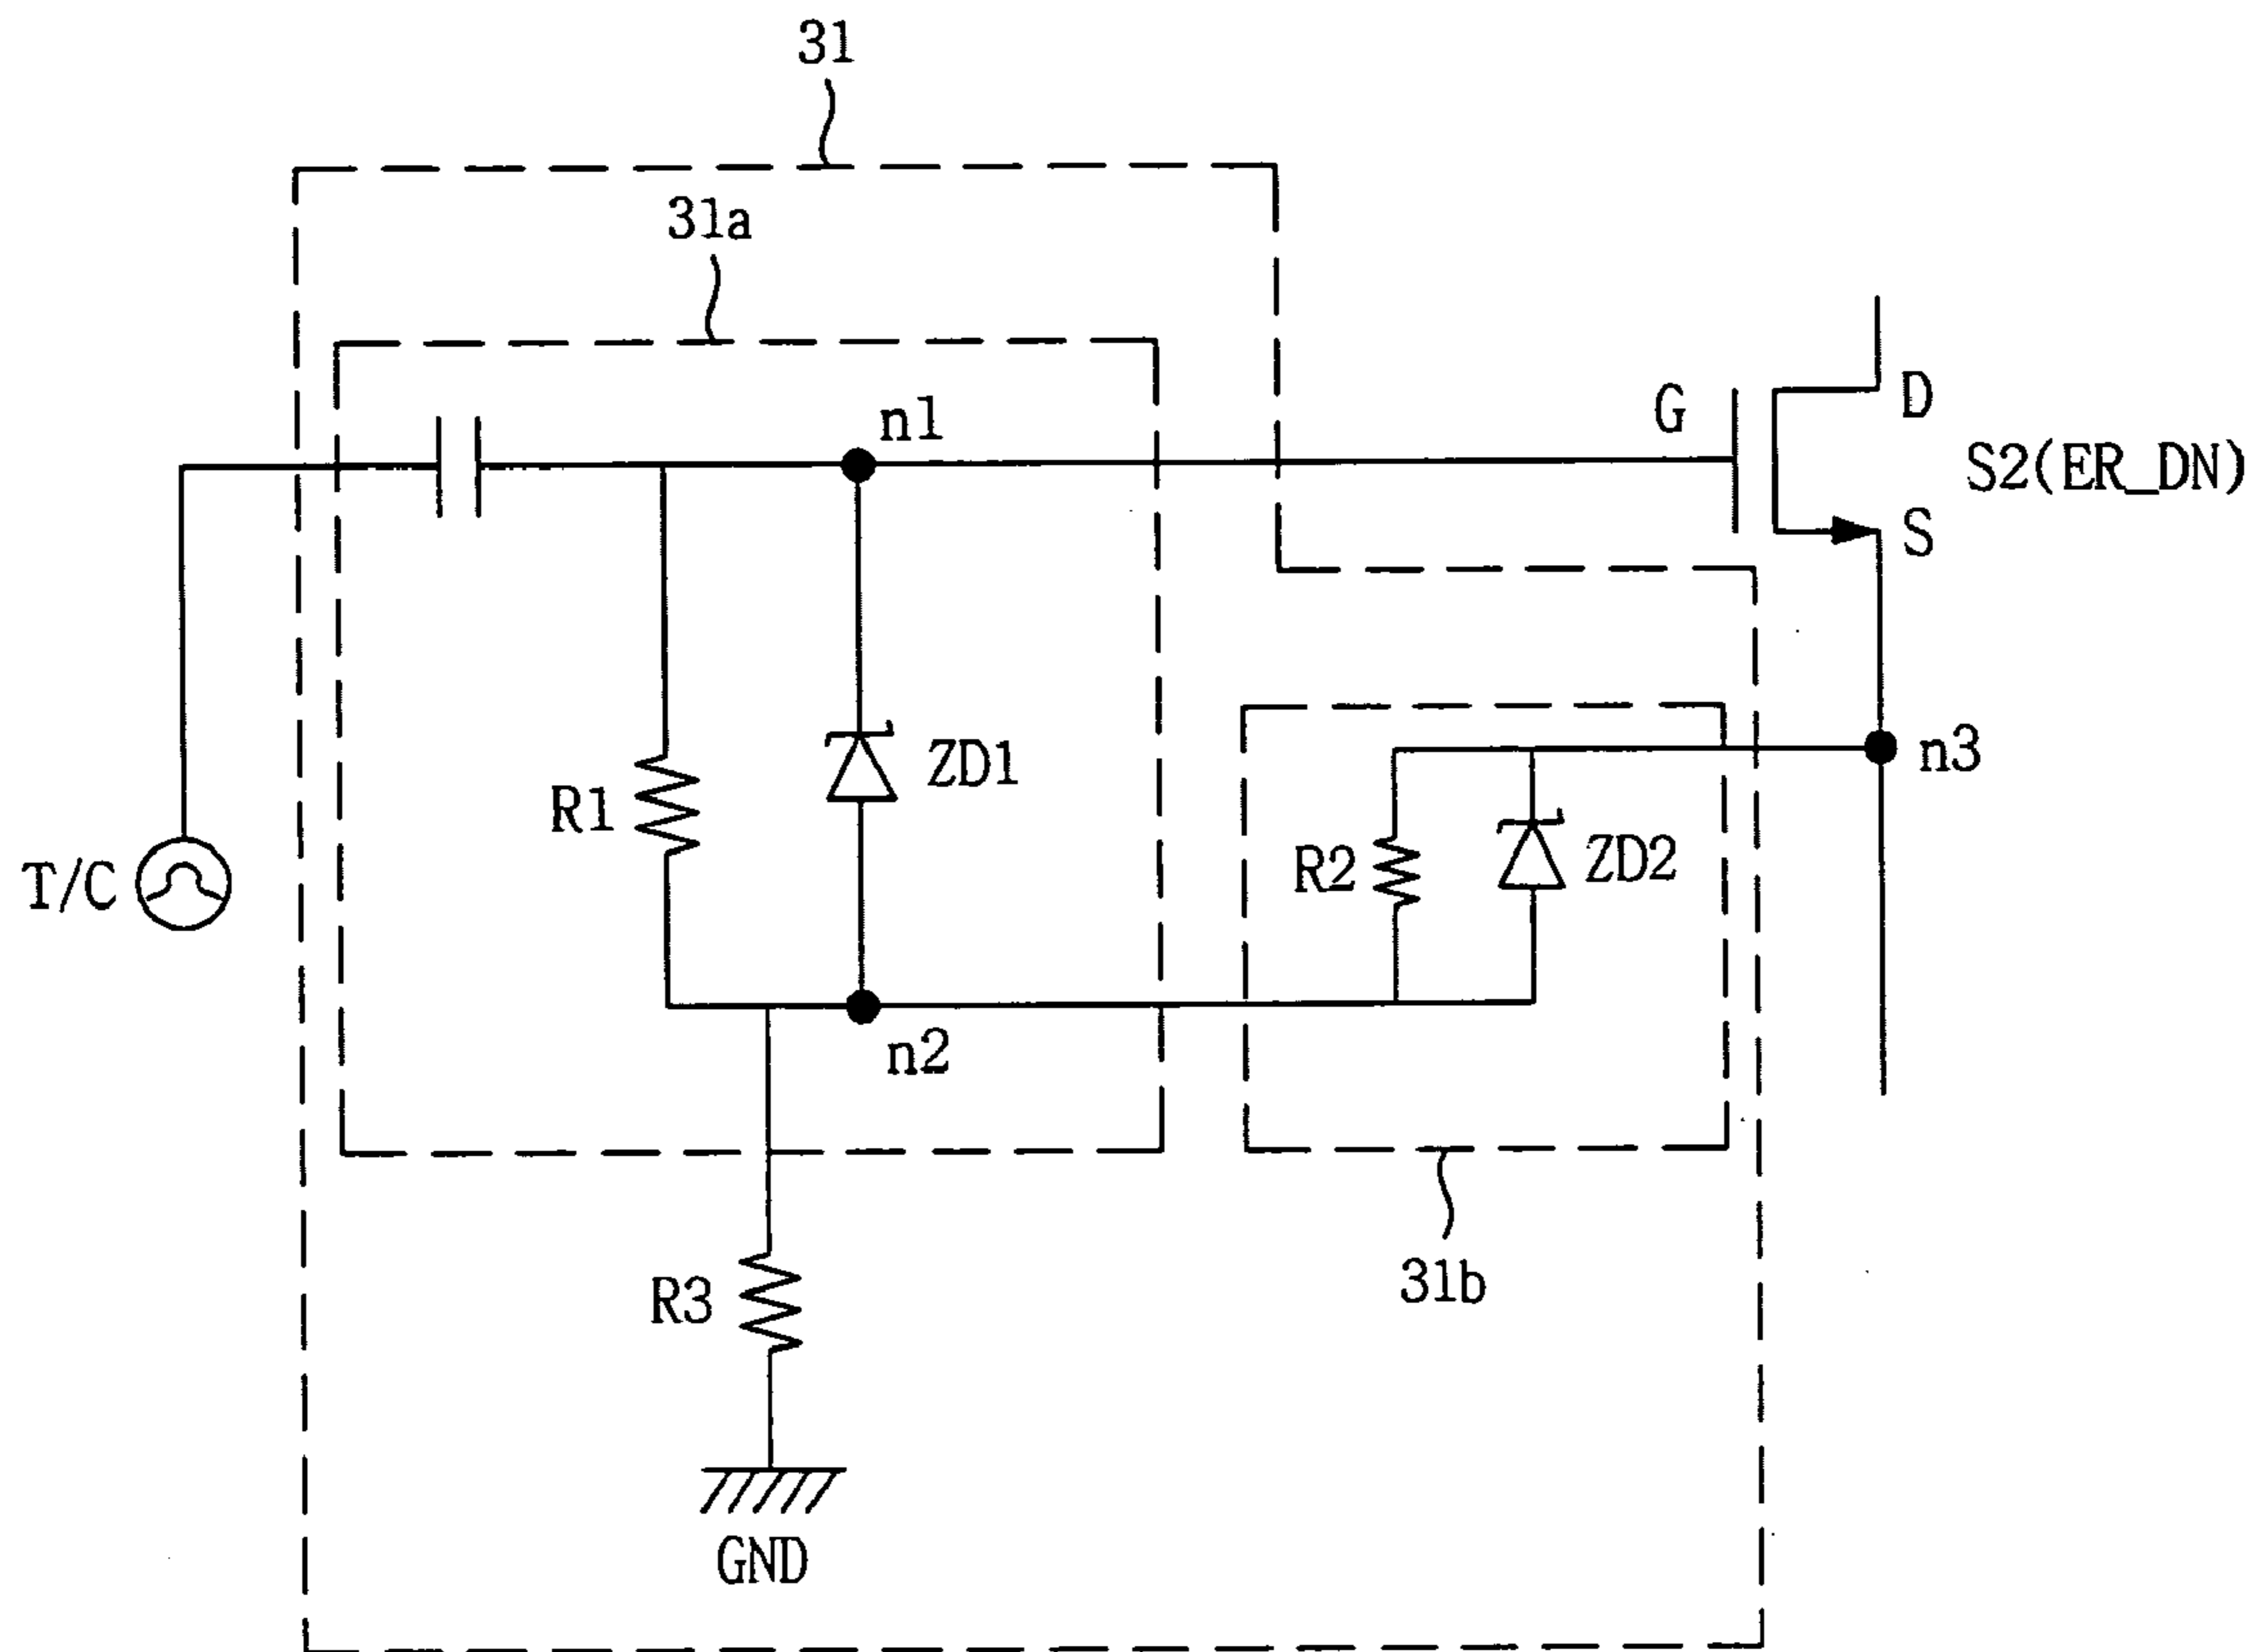 31
31a
n1
G
D
S2(ER_DN)
S
n3
R1
ZD1
R2
ZD2
T/C
n2
31b
R3
GND